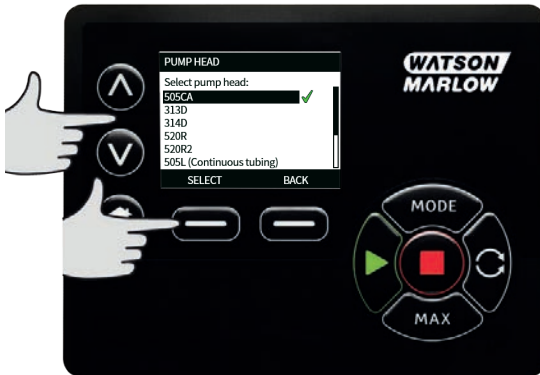 PUMP HEAD
Select pump head:
505CA
313D
314D
520R
520R2
505L (Continuous tubing)
SELECT BACK
WATSON
MARLOW
MODE
MAX